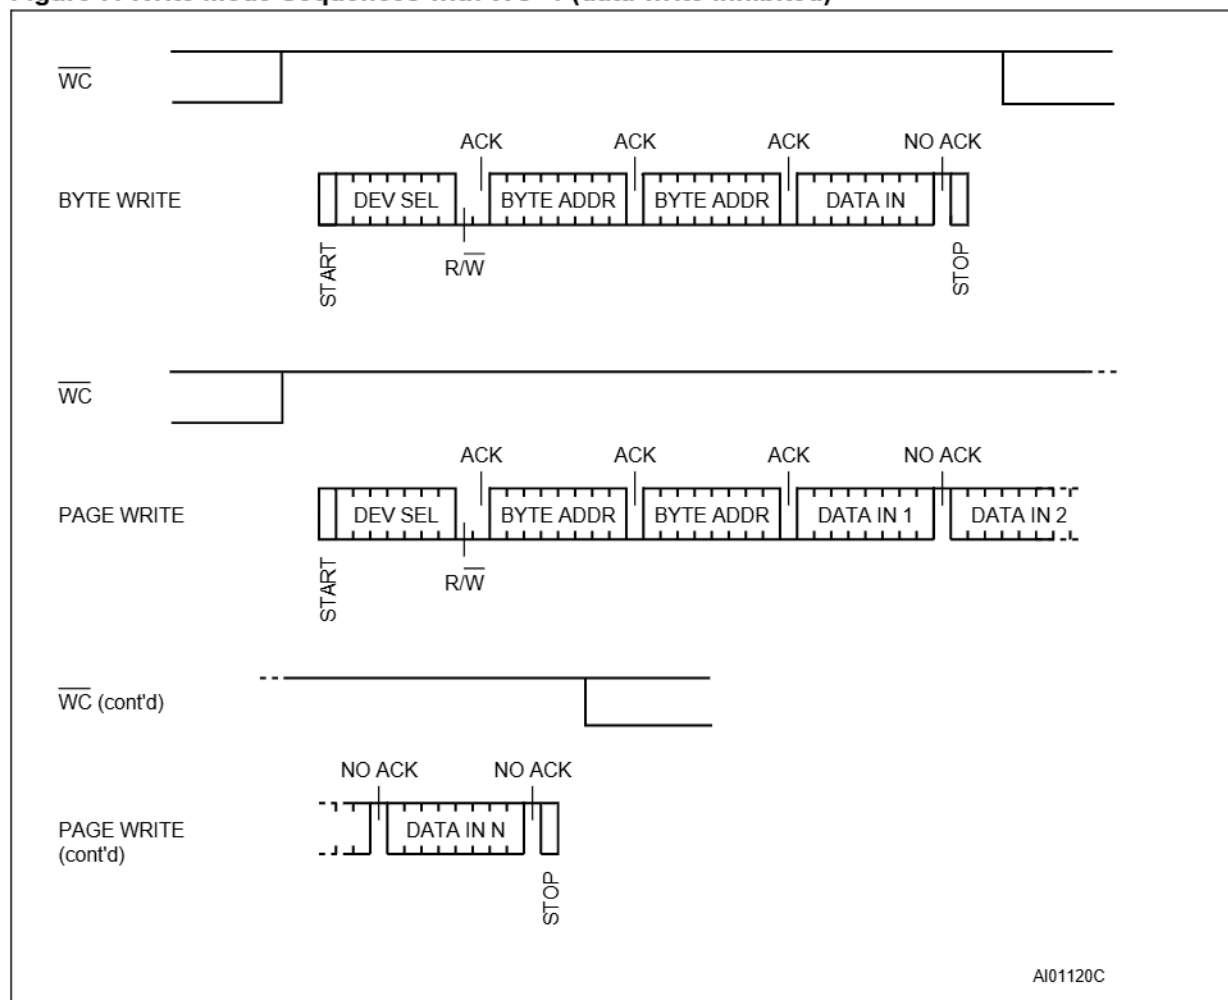 WC
ACK ACK ACK NO ACK
BYTE WRITE DEV SEL BYTE ADDR BYTE ADDR DATA IN
START R/W STOP
WC
ACK ACK ACK NO ACK
PAGE WRITE DEV SEL BYTE ADDR BYTE ADDR DATA IN 1 DATA IN 2
START R/W
WC (cont'd)
NO ACK NO ACK
PAGE WRITE DATA IN N
(cont'd)
STOP
AI01120C